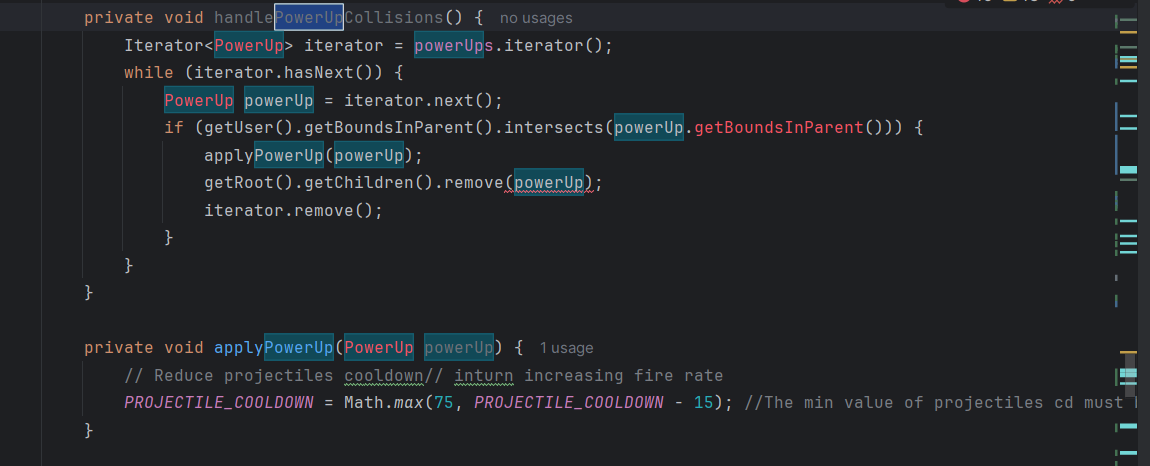 private void handlePowerUpCollisions() { no usages
Iterator<PowerUp> iterator = powerUps.iterator();
while (iterator.hasNext()) {
PowerUp powerUp = iterator.next();
if (getUser().getBoundsInParent().intersects(powerUp.getBoundsInParent())) {
applyPowerUp(powerUp);
getRoot().getChildren().remove(powerUp);
iterator.remove();
}
}
}
private void applyPowerUp(PowerUp powerUp) { 1 usage
// Reduce projectiles cooldown// inturn increasing fire rate
PROJECTILE_COOLDOWN = Math.max(75, PROJECTILE_COOLDOWN - 15); //The min value of projectiles cd must
}